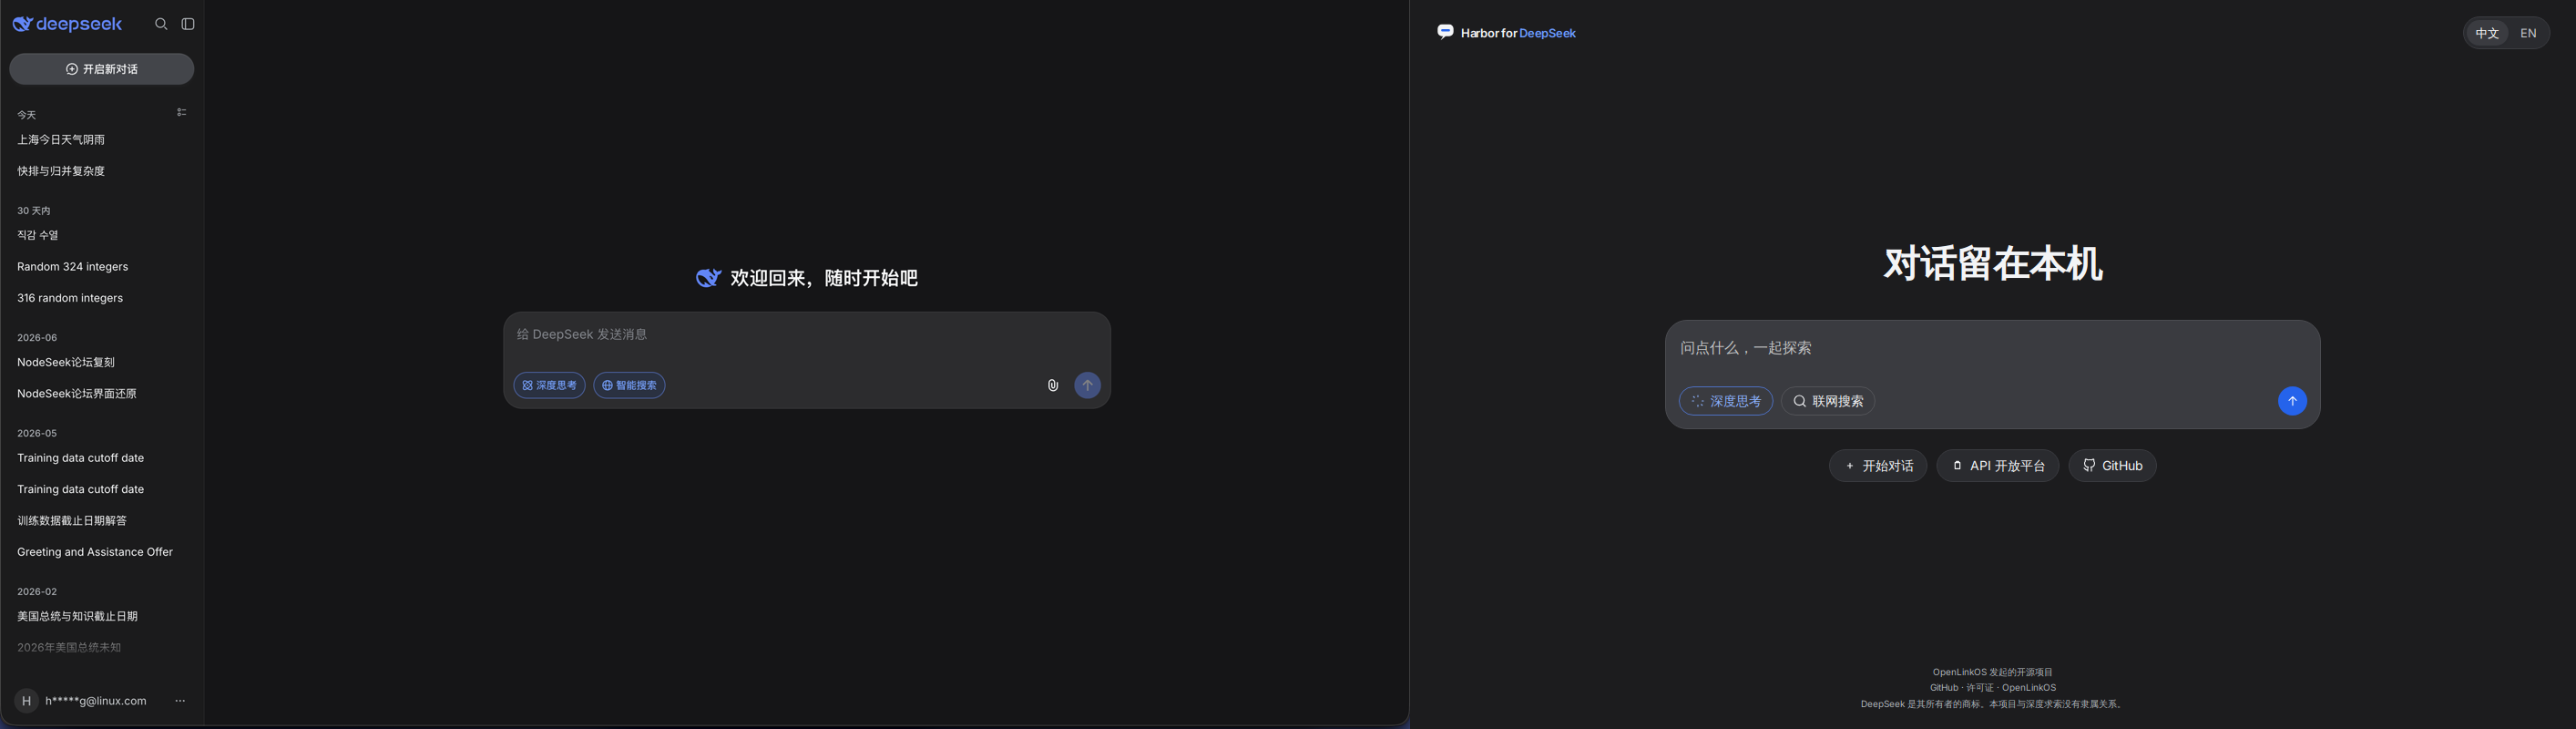 deepseek
开启新对话
今天
上海今日天气阴雨
快排与归并复杂度
30 天内
직감 수열
Random 324 integers
316 random integers
2026-06
NodeSeek论坛复刻
NodeSeek论坛界面还原
2026-05
Training data cutoff date
Training data cutoff date
训练数据截止日期解答
Greeting and Assistance Offer
2026-02
美国总统与知识截止日期
2026年美国总统未知
H h*****g@linux.com
欢迎回来，随时开始吧
给 DeepSeek 发送消息
深度思考 智能搜索
Harbor for DeepSeek
中文 EN
对话留在本机
问点什么，一起探索
深度思考 联网搜索
+ 开始对话 API 开放平台 GitHub
OpenLinkOS 发起的开源项目
GitHub · 许可证 · OpenLinkOS
DeepSeek 是其所有者的商标。本项目与深度求索没有隶属关系。